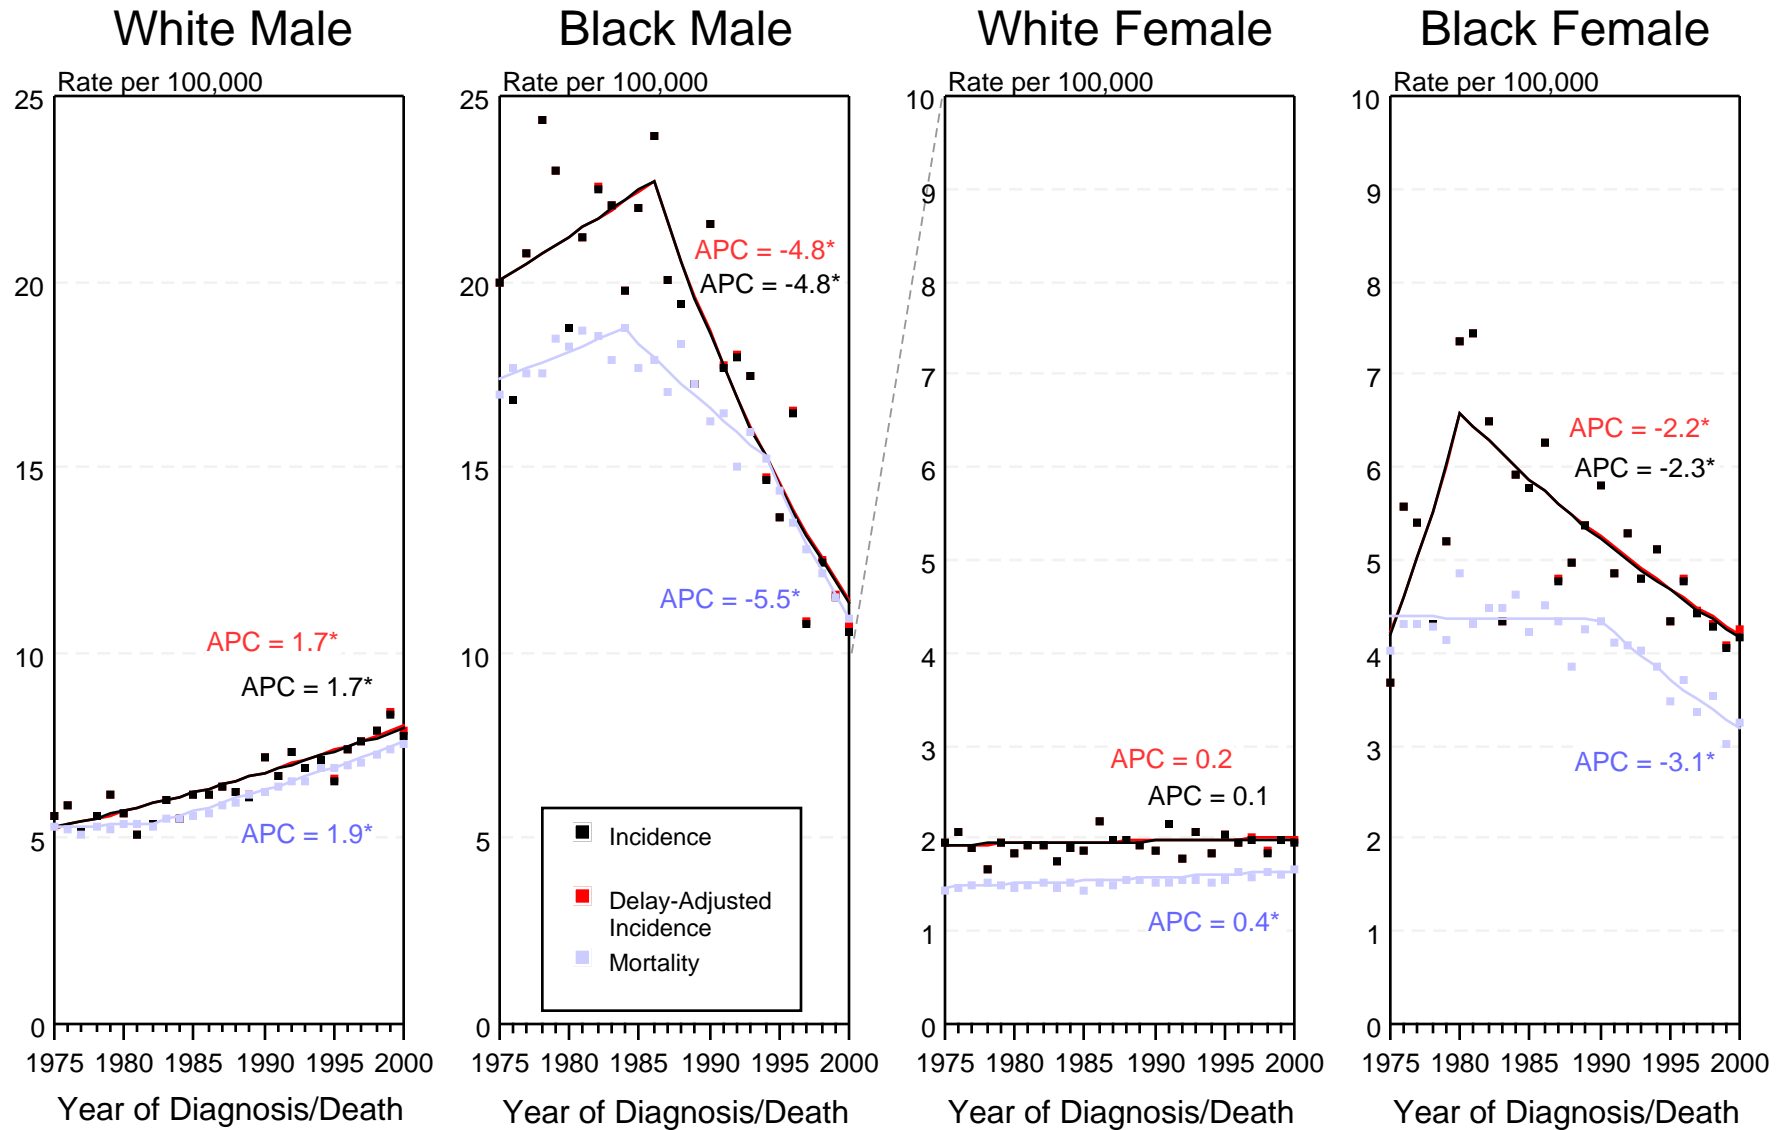 White Male
Black Male
White Female
Black Female
Rate per 100,000
Rate per 100,000
Rate per 100,000
Rate per 100,000
25
20
15
10
5
0
APC = 1.7*
APC = 1.7*
APC = 1.9*
1975 1980 1985 1990 1995 2000
Year of Diagnosis/Death
25
20
15
10
5
0
APC = -4.8*
APC = -4.8*
APC = -5.5*
Incidence
Delay-Adjusted
Incidence
Mortality
1975 1980 1985 1990 1995 2000
Year of Diagnosis/Death
10
9
8
7
6
5
4
3
2
1
0
APC = 0.2
APC = 0.1
APC = 0.4*
1975 1980 1985 1990 1995 2000
Year of Diagnosis/Death
10
9
8
7
6
5
4
3
2
1
0
APC = -2.2*
APC = -2.3*
APC = -3.1*
1975 1980 1985 1990 1995 2000
Year of Diagnosis/Death